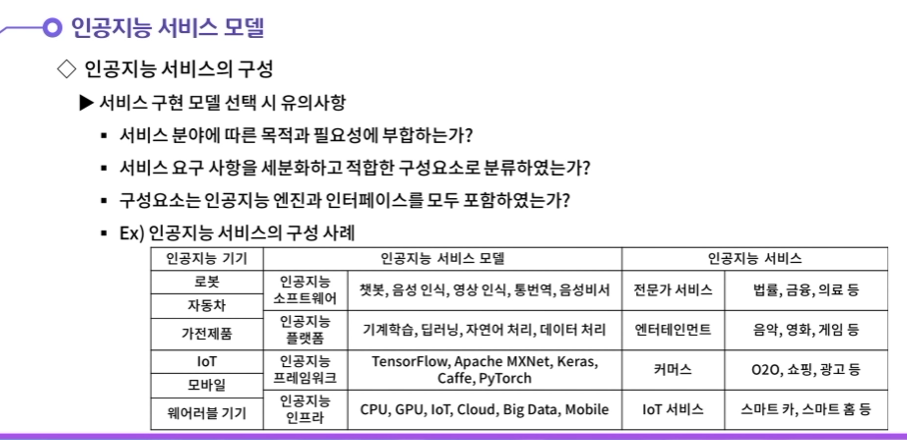 인공지능 서비스 모델
◇ 인공지능 서비스의 구성
▶ 서비스 구현 모델 선택 시 유의사항
▪ 서비스 분야에 따른 목적과 필요성에 부합하는가?
▪ 서비스 요구 사항을 세분화하고 적합한 구성요소로 분류하였는가?
▪ 구성요소는 인공지능 엔진과 인터페이스를 모두 포함하였는가?
▪ Ex) 인공지능 서비스의 구성 사례
인공지능 기기 인공지능 서비스 모델 인공지능 서비스
로봇
자동차
가전제품
IoT
모바일
웨어러블 기기
인공지능
소프트웨어
챗봇, 음성 인식, 영상 인식, 통번역, 음성비서
전문가 서비스
법률, 금융, 의료 등
인공지능
플랫폼
기계학습, 딥러닝, 자연어 처리, 데이터 처리
엔터테인먼트
음악, 영화, 게임 등
인공지능
프레임워크
TensorFlow, Apache MXNet, Keras,
Caffe, PyTorch
커머스
O2O, 쇼핑, 광고 등
인공지능
인프라
CPU, GPU, IoT, Cloud, Big Data, Mobile
IoT 서비스
스마트 카, 스마트 홈 등